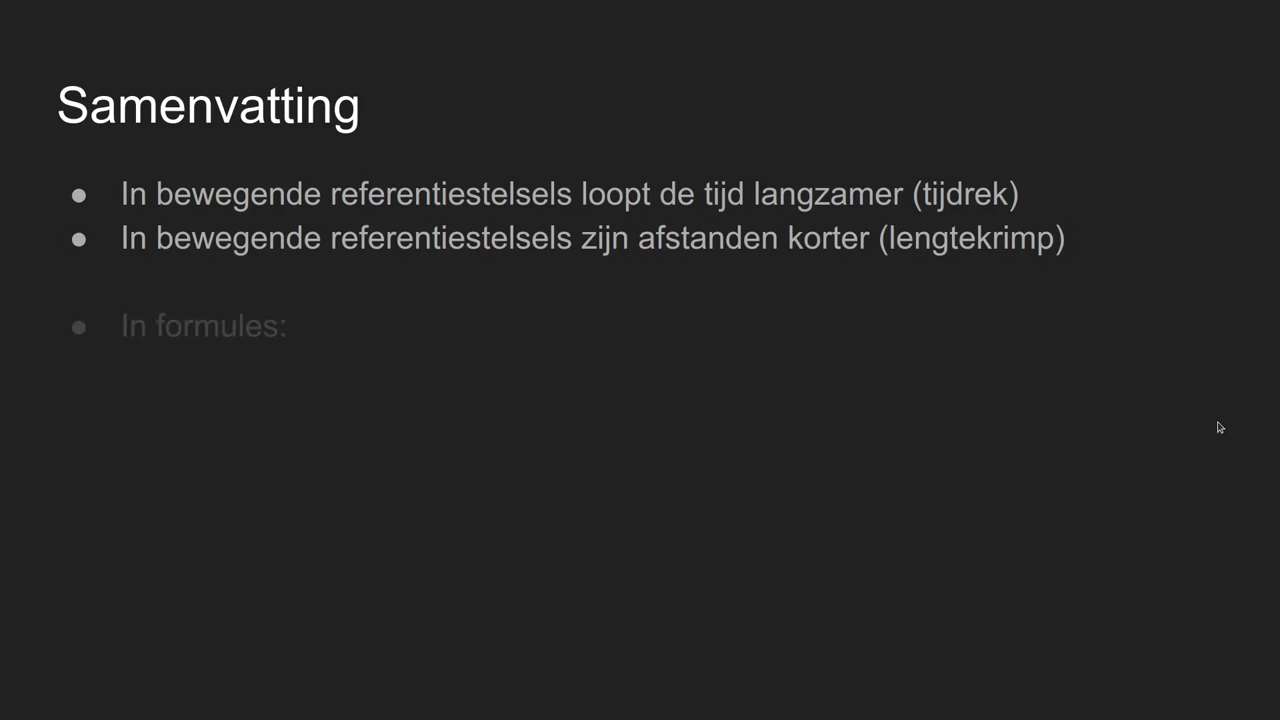 Samenvatting
● In bewegende referentiestelsels loopt de tijd langzamer (tijdrek)
● In bewegende referentiestelsels zijn afstanden korter (lengtekrimp)
● In formules: